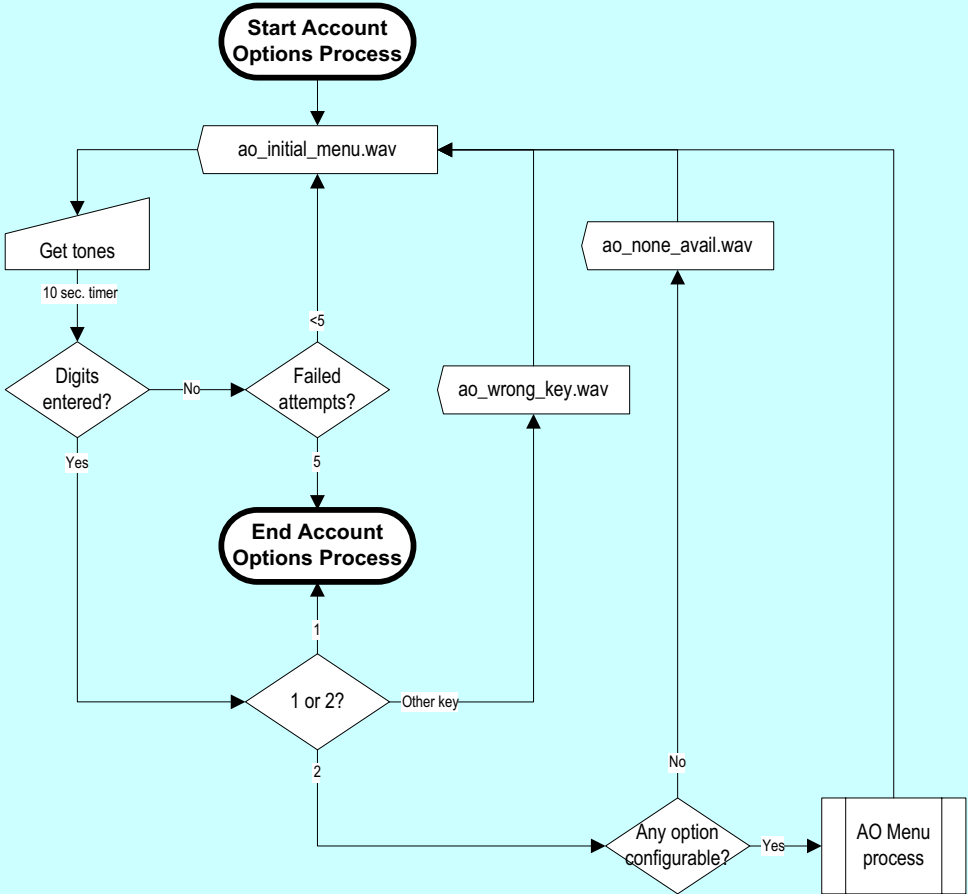 Start Account
Options Process
ao_initial_menu.wav
Get tones
ao_none_avail.wav
10 sec. timer
<5
Digits
entered?
No
Failed
attempts?
ao_wrong_key.wav
Yes
5
End Account
Options Process
1
1 or 2?
Other key
2
No
Any option
configurable?
Yes
AO Menu
process